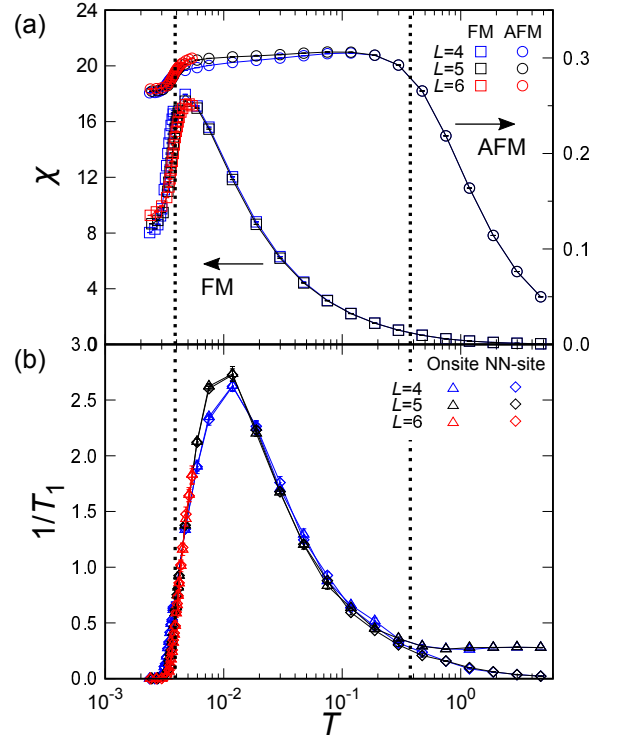 (a)
FM AFM
L=4
L=5
L=6
24
20
16
12
8
4
0
χ
0.3
0.2
0.1
0.0
AFM
FM
(b)
Onsite NN-site
L=4
L=5
L=6
3.0
2.5
2.0
1.5
1.0
0.5
0.0
1/T1
10-3 10-2 10-1 100
T